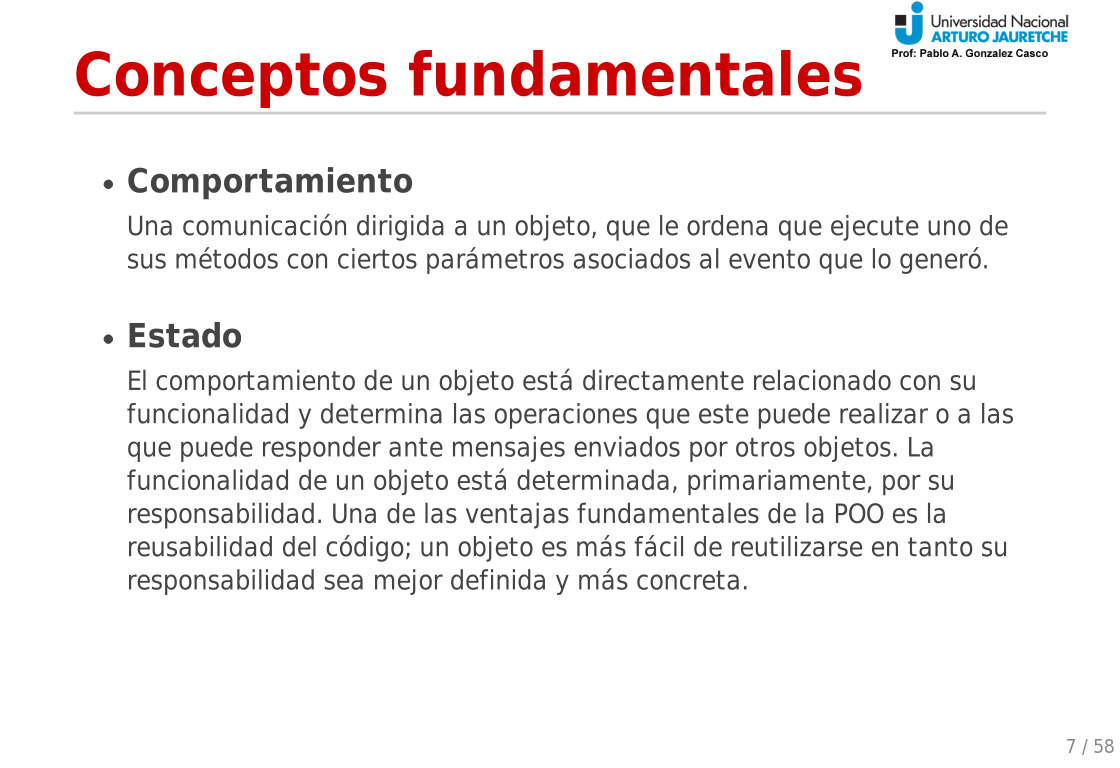 Universidad Nacional
ARTURO JAURETCHE
Prof: Pablo A. Gonzalez Casco
Conceptos fundamentales
• Comportamiento
Una comunicación dirigida a un objeto, que le ordena que ejecute uno de
sus métodos con ciertos parámetros asociados al evento que lo generó.
• Estado
El comportamiento de un objeto está directamente relacionado con su
funcionalidad y determina las operaciones que este puede realizar o a las
que puede responder ante mensajes enviados por otros objetos. La
funcionalidad de un objeto está determinada, primariamente, por su
responsabilidad. Una de las ventajas fundamentales de la POO es la
reusabilidad del código; un objeto es más fácil de reutilizarse en tanto su
responsabilidad sea mejor definida y más concreta.
7 / 58